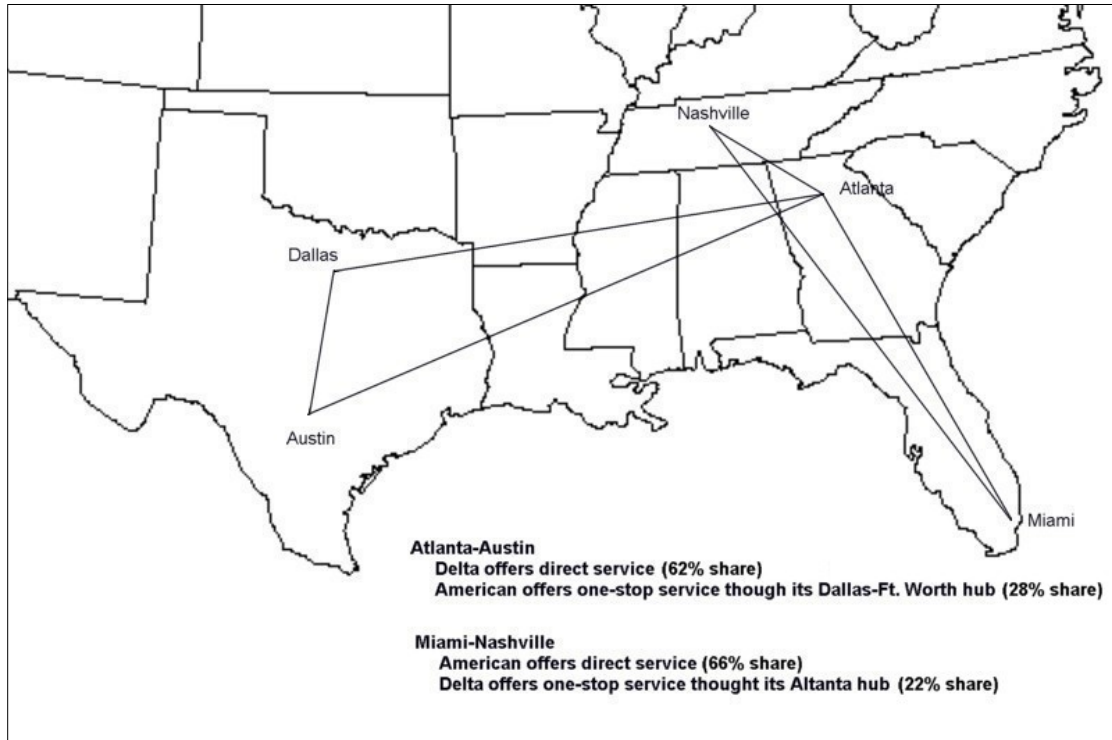 Nashville
Atlanta
Dallas
Austin
Miami
Atlanta-Austin
Delta offers direct service (62% share)
American offers one-stop service though its Dallas-Ft. Worth hub (28% share)
Miami-Nashville
American offers direct service (66% share)
Delta offers one-stop service thought its Altanta hub (22% share)